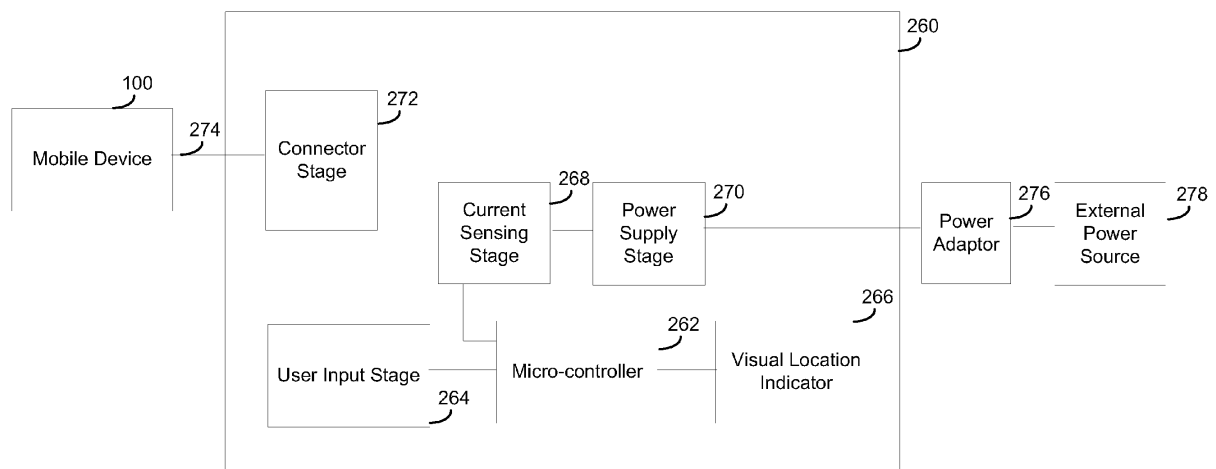 260
100
272
274
Mobile Device
Connector
Stage
268
270
276
278
Current
Sensing
Stage
Power
Supply
Stage
Power
Adaptor
External
Power
Source
266
262
User Input Stage
Micro-controller
Visual Location
Indicator
264